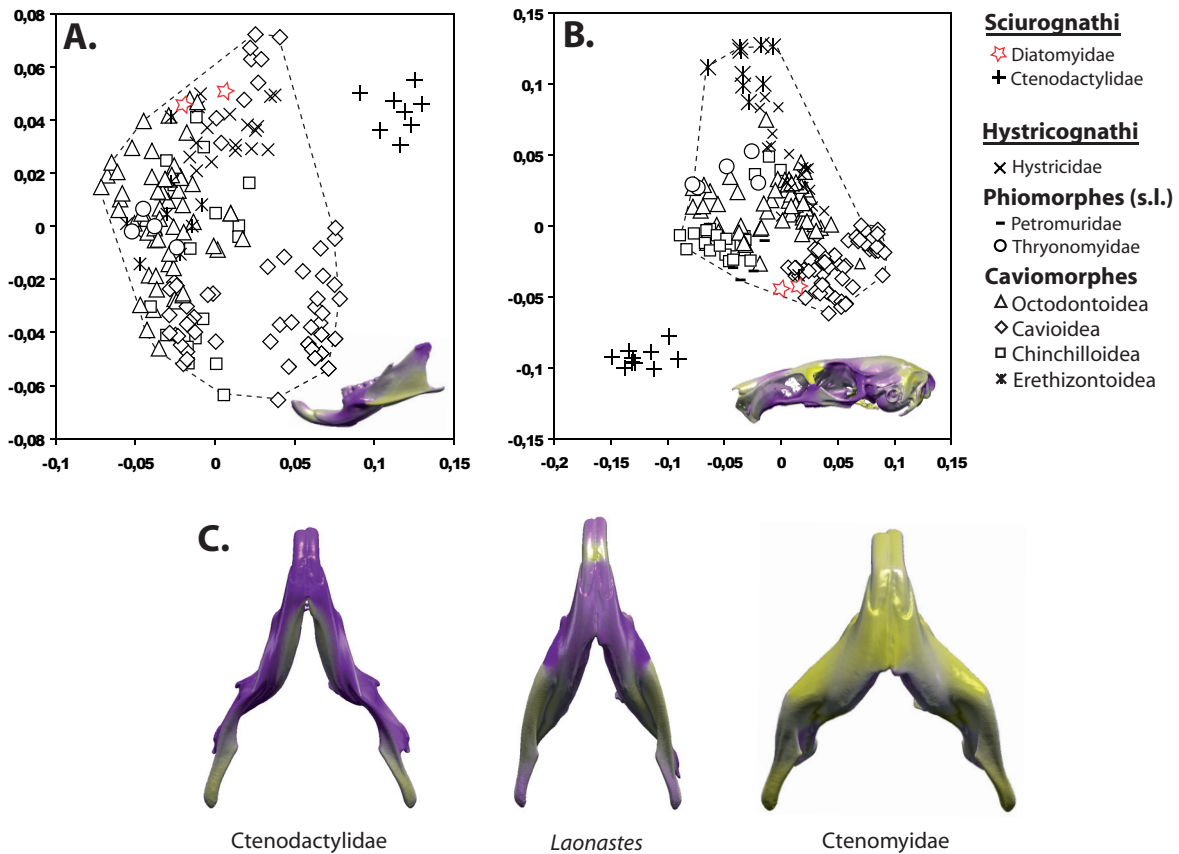 A.
0,08
0,06
0,04
0,02
0
-0,02
-0,04
-0,06
-0,08
-0,1
-0,05
0
0,05
0,1
0,15
B.
0,15
0,1
0,05
0
-0,05
-0,1
-0,15
-0,2
-0,15
-0,1
-0,05
0
0,05
0,1
0,15
Sciurognathi
Diatomyidae
Ctenodactylidae
Hystricognathi
Hystricidae
Phiomorphes (s.l.)
Petromuridae
Thryonomyidae
Caviomorphes
Octodontoidea
Cavioidea
Chinchilloidea
Erethizontoidea
C.
Ctenodactylidae
Laonastes
Ctenomyidae